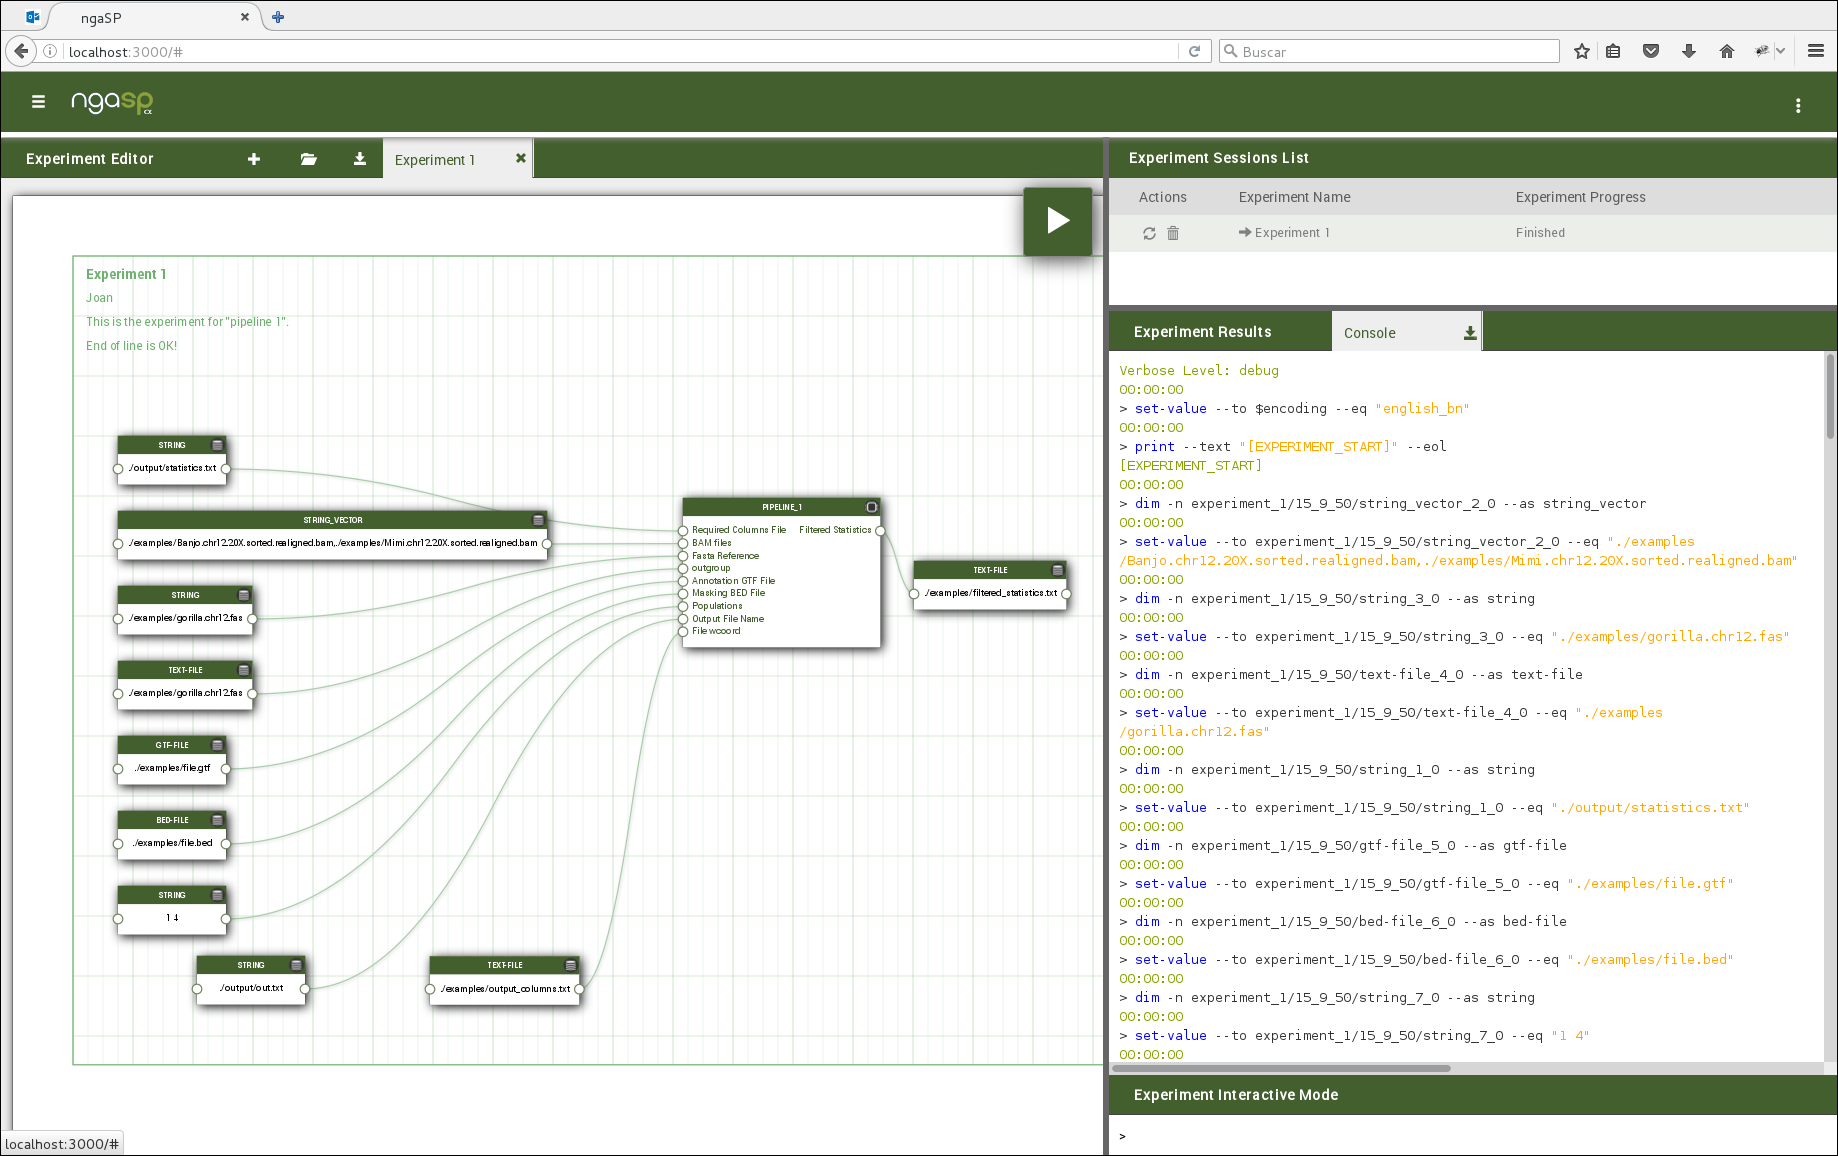 ngaSP
localhost:3000/#
Buscar
ngasp α
Experiment Editor
Experiment 1
Experiment 1
Joan
This is the experiment for "pipeline 1".
End of line is OK!
STRING
./output/statistics.txt
STRING_VECTOR
./examples/Banjo.chr12.20X.sorted.realigned.bam,./examples/Mimi.chr12.20X.sorted.realigned.bam
STRING
./examples/gorilla.chr12.fas
TEXT-FILE
./examples/gorilla.chr12.fas
GTF-FILE
./examples/file.gtf
BED-FILE
./examples/file.bed
STRING
1 4
STRING
./output/out.txt
TEXT-FILE
./examples/output_columns.txt
PIPELINE_1
Required Columns File Filtered Statistics
BAM files
Fasta Reference
outgroup
Annotation GTF File
Masking BED File
Populations
Output File Name
File wcoord
TEXT-FILE
./examples/filtered_statistics.txt
localhost:3000/#
Experiment Sessions List
Actions Experiment Name Experiment Progress
Experiment 1 Finished
Experiment Results Console
Verbose Level: debug
00:00:00
> set-value --to $encoding --eq "english_bn"
00:00:00
> print --text "[EXPERIMENT_START]" --eol
[EXPERIMENT_START]
00:00:00
> dim -n experiment_1/15_9_50/string_vector_2_0 --as string_vector
00:00:00
> set-value --to experiment_1/15_9_50/string_vector_2_0 --eq "./examples
/Banjo.chr12.20X.sorted.realigned.bam,./examples/Mimi.chr12.20X.sorted.realigned.bam"
00:00:00
> dim -n experiment_1/15_9_50/string_3_0 --as string
00:00:00
> set-value --to experiment_1/15_9_50/string_3_0 --eq "./examples/gorilla.chr12.fas"
00:00:00
> dim -n experiment_1/15_9_50/text-file_4_0 --as text-file
00:00:00
> set-value --to experiment_1/15_9_50/text-file_4_0 --eq "./examples
/gorilla.chr12.fas"
00:00:00
> dim -n experiment_1/15_9_50/string_1_0 --as string
00:00:00
> set-value --to experiment_1/15_9_50/string_1_0 --eq "./output/statistics.txt"
00:00:00
> dim -n experiment_1/15_9_50/gtf-file_5_0 --as gtf-file
00:00:00
> set-value --to experiment_1/15_9_50/gtf-file_5_0 --eq "./examples/file.gtf"
00:00:00
> dim -n experiment_1/15_9_50/bed-file_6_0 --as bed-file
00:00:00
> set-value --to experiment_1/15_9_50/bed-file_6_0 --eq "./examples/file.bed"
00:00:00
> dim -n experiment_1/15_9_50/string_7_0 --as string
00:00:00
> set-value --to experiment_1/15_9_50/string_7_0 --eq "1 4"
00:00:00
Experiment Interactive Mode
>